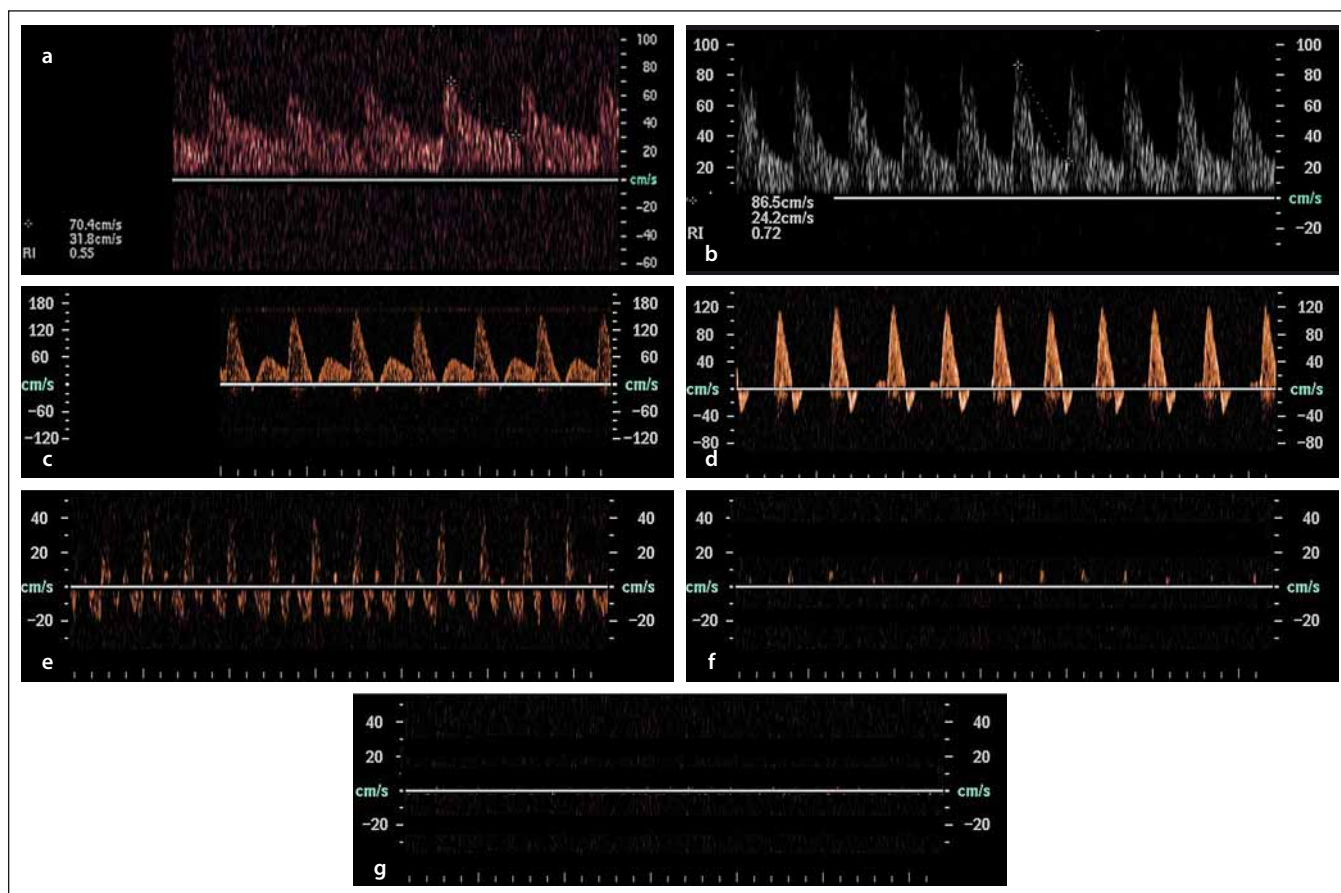 a
100
80
60
40
20
cm/s
−20
−40
−60
70.4cm/s
31.8cm/s
RI 0.55
100 100
80 80
60 60
40 40
20 20
cm/s
−20
86.5cm/s
24.2cm/s
RI 0.72
b
180 180
120 120
60 60
cm/s cm/s
−60 −60
−120 −120
c
120 120
80 80
40 40
cm/s cm/s
−40 −40
−80 −80
d
40 40
20 20
cm/s cm/s
−20 −20
e
40 40
20 20
cm/s cm/s
−20 −20
f
40 40
20 20
cm/s cm/s
−20 −20
g